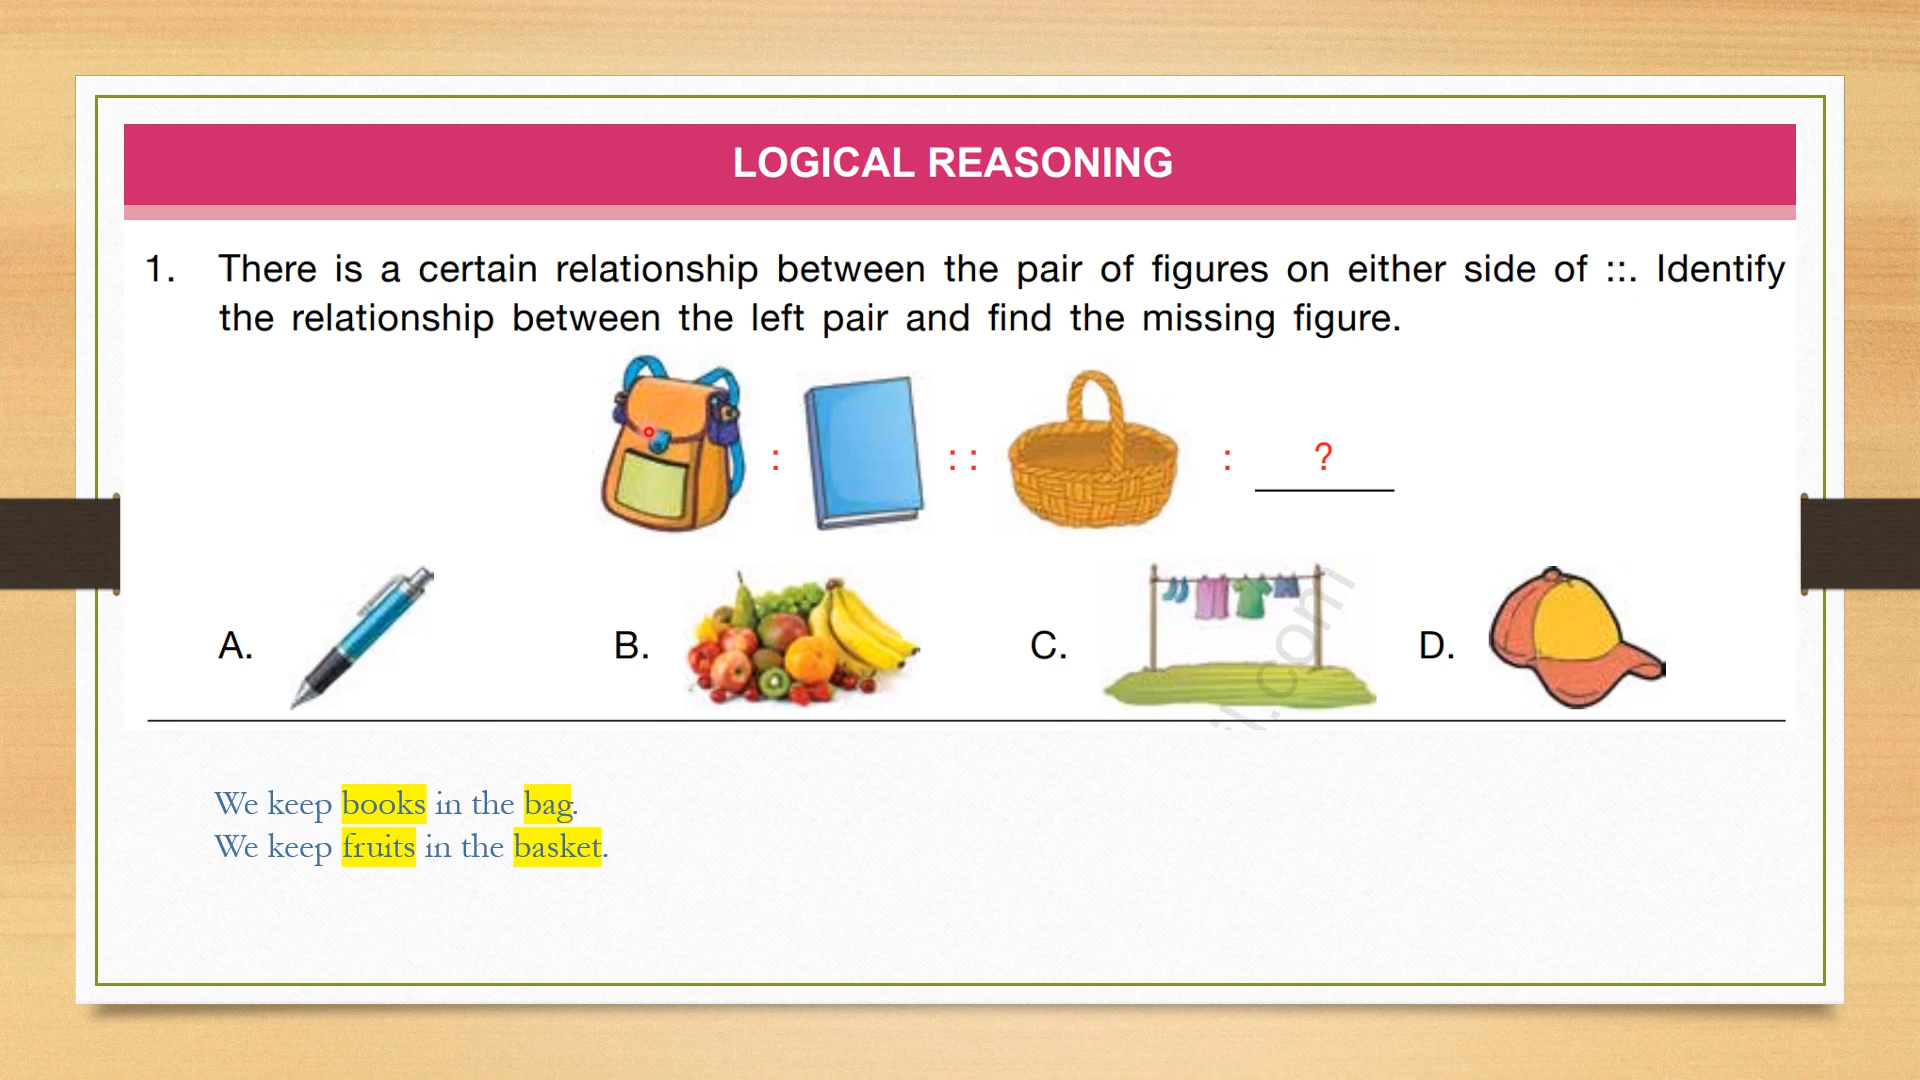 LOGICAL REASONING
1. There is a certain relationship between the pair of figures on either side of ::. Identify
the relationship between the left pair and find the missing figure.
: :: : ?
A. B. C. D.
il.com
We keep books in the bag.
We keep fruits in the basket.